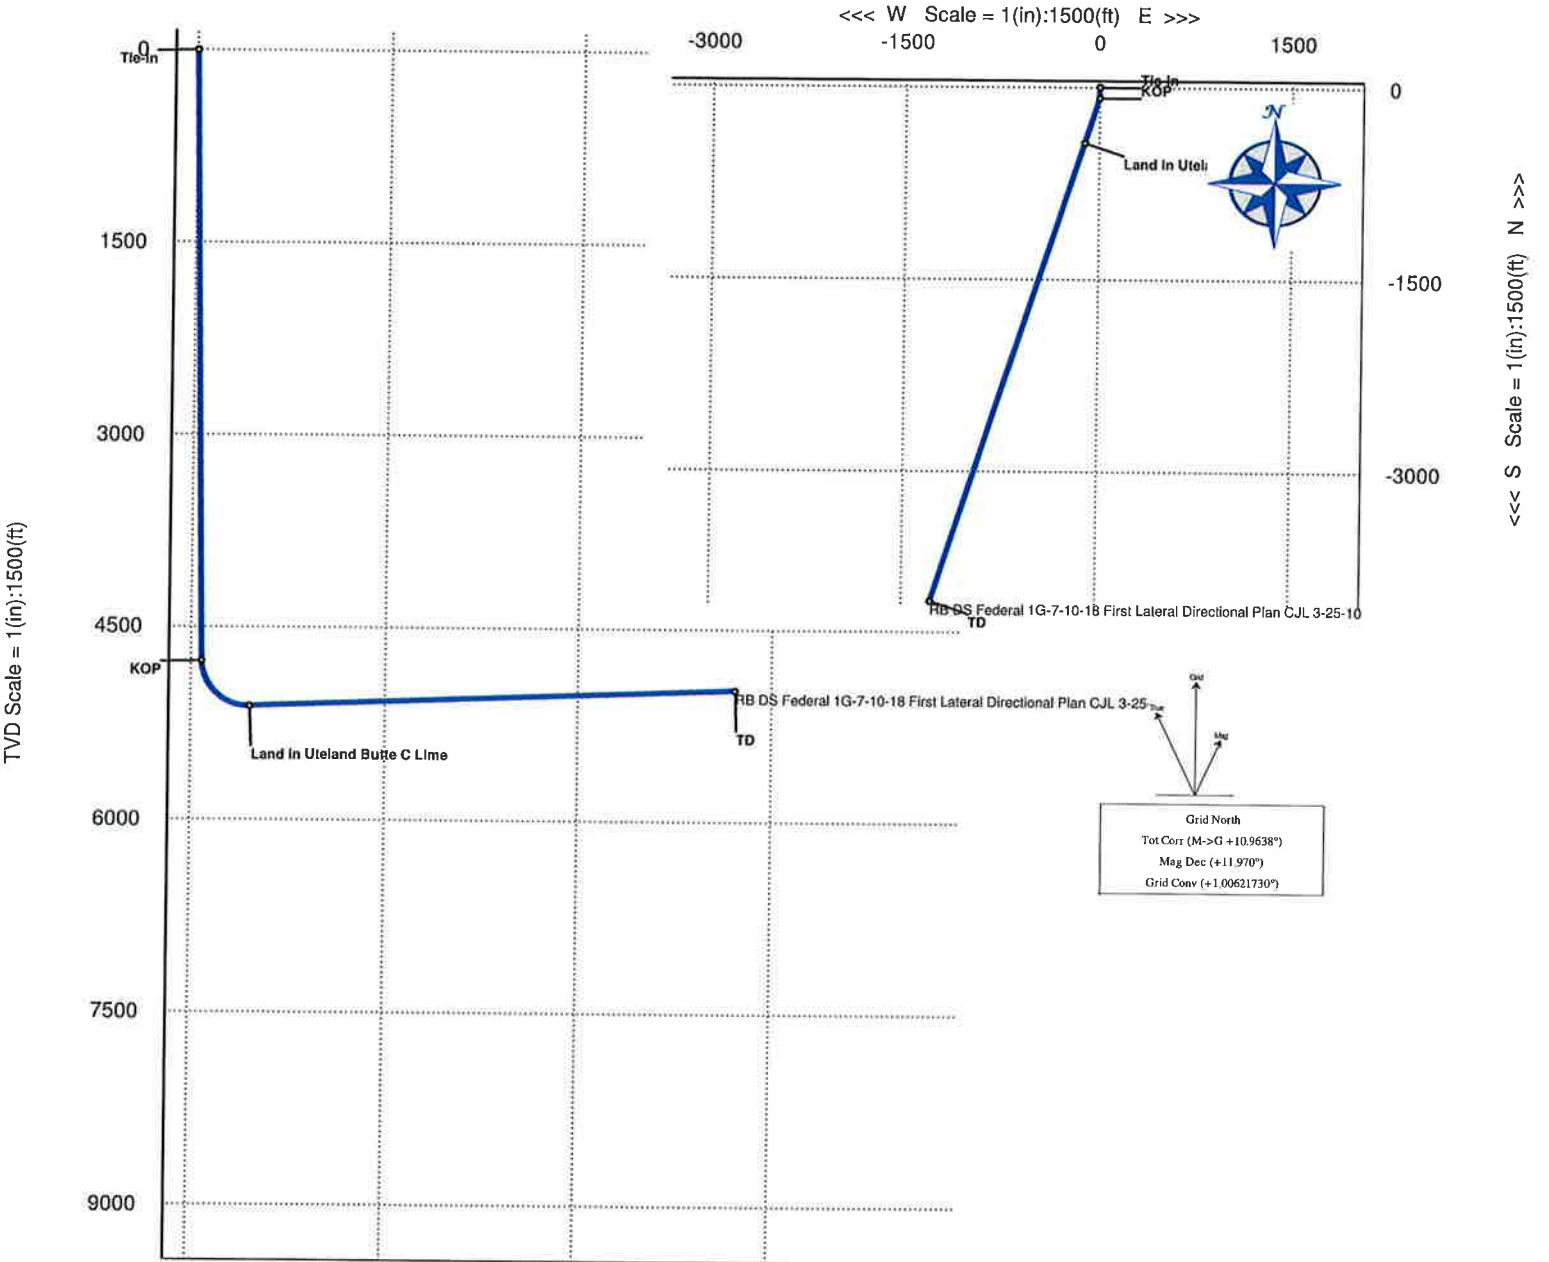 <<< W Scale = 1(in):1500(ft) E >>>
-3000 -1500 0 1500
0
Tie-In
1500
3000
4500
KOP
6000
7500
9000
TVD Scale = 1(in):1500(ft)
Tie-In
KOP
Land In Utel
N
0
-1500
-3000
<<< S Scale = 1(in):1500(ft) N >>>
RB DS Federal 1G-7-10-18 First Lateral Directional Plan CJL 3-25-10
TD
RB DS Federal 1G-7-10-18 First Lateral Directional Plan CJL 3-25-
TD
Land in Uteland Butte C Lime
Grid
True
Mag
Grid North
Tot Corr (M->G +10.9638°)
Mag Dec (+11.970°)
Grid Conv (+1.00621730°)